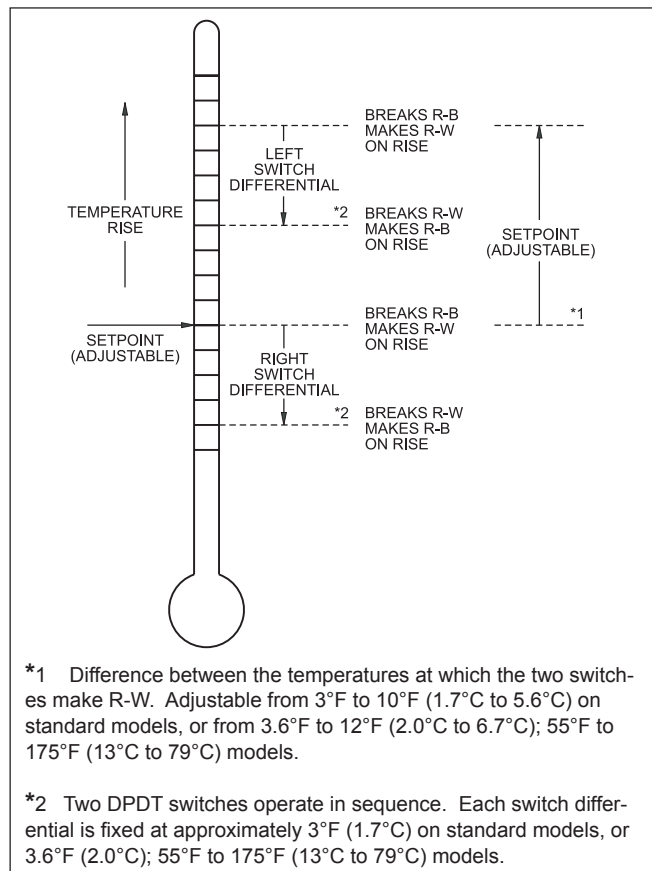 BREAKS R-B
MAKES R-W
ON RISE
LEFT
SWITCH
DIFFERENTIAL
TEMPERATURE
RISE
*2
BREAKS R-W
MAKES R-B
ON RISE
SETPOINT
(ADJUSTABLE)
BREAKS R-B
MAKES R-W
ON RISE
*1
SETPOINT
(ADJUSTABLE)
RIGHT
SWITCH
DIFFERENTIAL
*2
BREAKS R-W
MAKES R-B
ON RISE
*1 Difference between the temperatures at which the two switch-
es make R-W. Adjustable from 3°F to 10°F (1.7°C to 5.6°C) on
standard models, or from 3.6°F to 12°F (2.0°C to 6.7°C); 55°F to
175°F (13°C to 79°C) models.
*2 Two DPDT switches operate in sequence. Each switch differ-
ential is fixed at approximately 3°F (1.7°C) on standard models, or
3.6°F (2.0°C); 55°F to 175°F (13°C to 79°C) models.